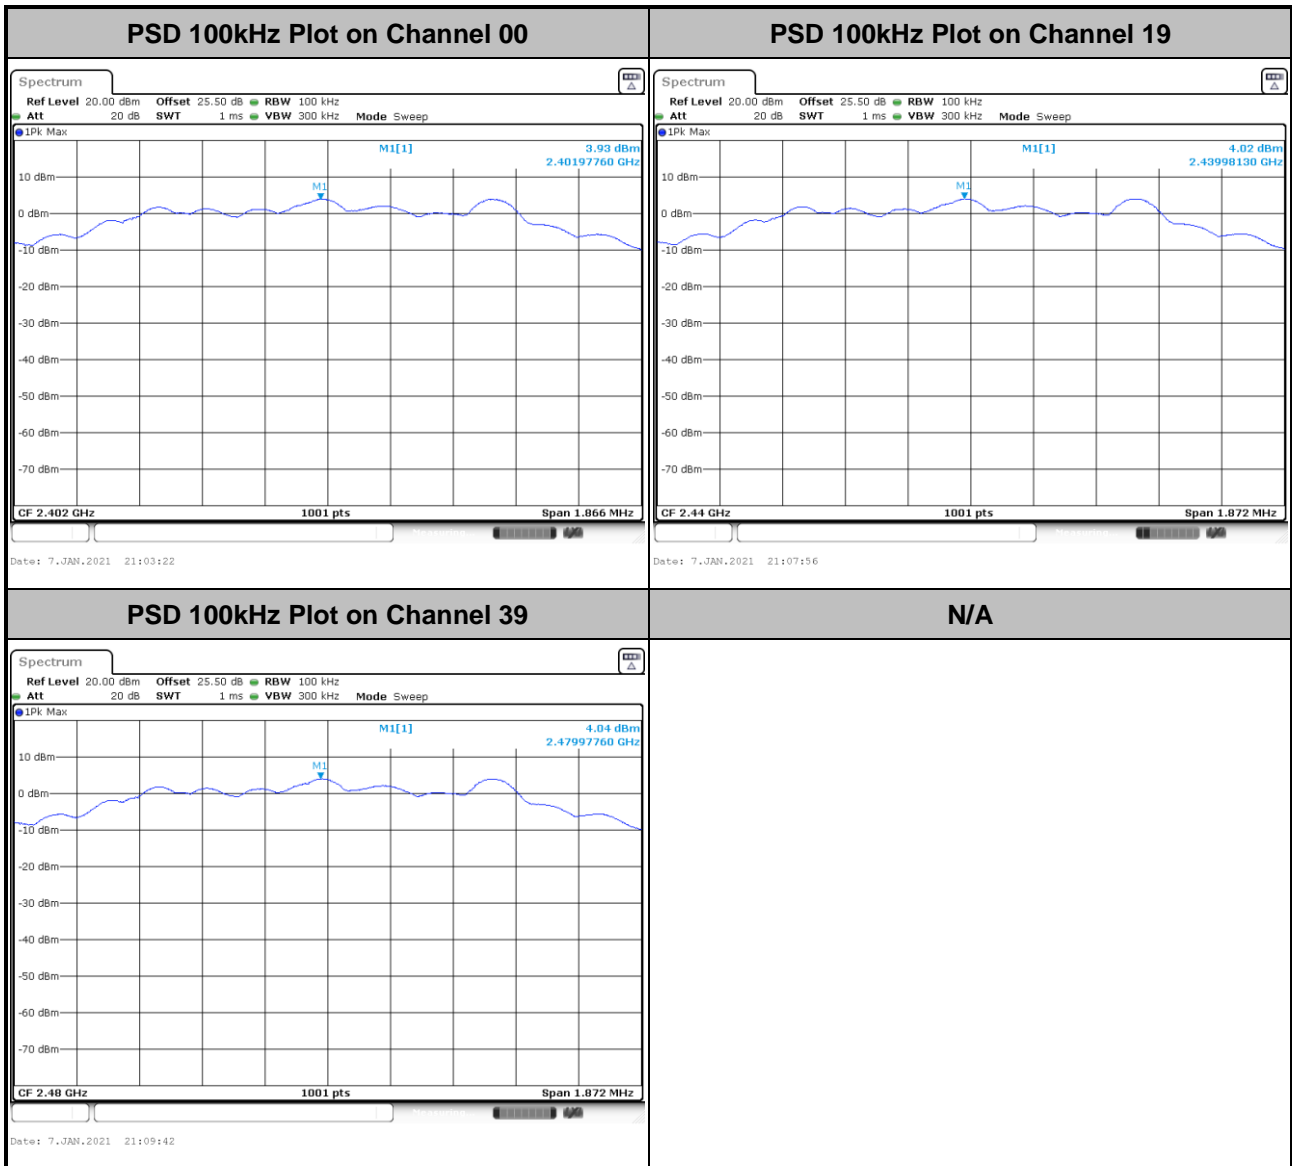 PSD 100kHz Plot on Channel 00
Spectrum
Ref Level 20.00 dBm Offset 25.50 dB RBW 100 kHz
Att 20 dB SWT 1 ms VBW 300 kHz Mode Sweep
1Pk Max
M1[1] 3.93 dBm
2.40197760 GHz
10 dBm
M1
0 dBm
-10 dBm
-20 dBm
-30 dBm
-40 dBm
-50 dBm
-60 dBm
-70 dBm
CF 2.402 GHz 1001 pts Span 1.866 MHz
Measuring
Date: 7.JAN.2021 21:03:22
PSD 100kHz Plot on Channel 19
Spectrum
Ref Level 20.00 dBm Offset 25.50 dB RBW 100 kHz
Att 20 dB SWT 1 ms VBW 300 kHz Mode Sweep
1Pk Max
M1[1] 4.02 dBm
2.43998130 GHz
10 dBm
M1
0 dBm
-10 dBm
-20 dBm
-30 dBm
-40 dBm
-50 dBm
-60 dBm
-70 dBm
CF 2.44 GHz 1001 pts Span 1.872 MHz
Measuring
Date: 7.JAN.2021 21:07:56
PSD 100kHz Plot on Channel 39
Spectrum
Ref Level 20.00 dBm Offset 25.50 dB RBW 100 kHz
Att 20 dB SWT 1 ms VBW 300 kHz Mode Sweep
1Pk Max
M1[1] 4.04 dBm
2.47997760 GHz
10 dBm
M1
0 dBm
-10 dBm
-20 dBm
-30 dBm
-40 dBm
-50 dBm
-60 dBm
-70 dBm
CF 2.48 GHz 1001 pts Span 1.872 MHz
Measuring
Date: 7.JAN.2021 21:09:42
N/A